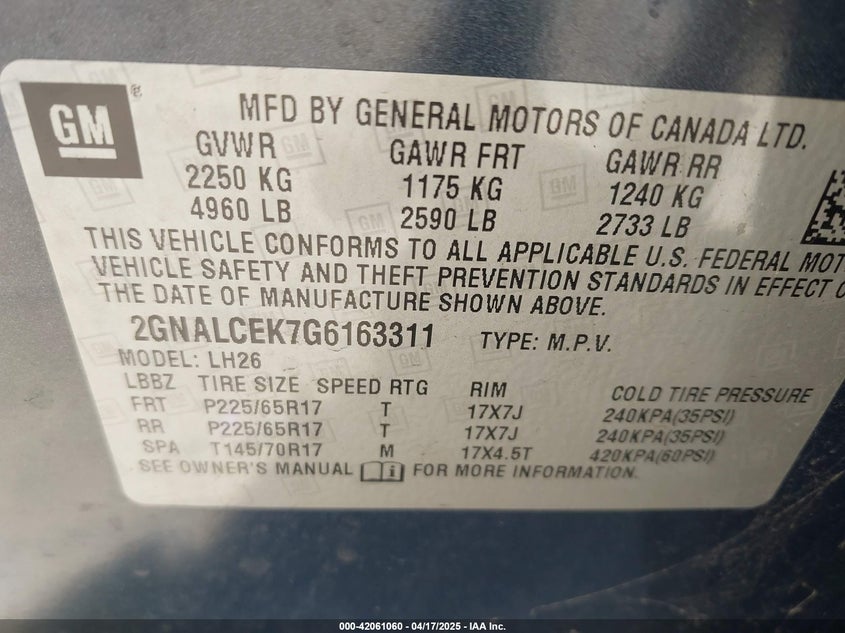 GM®
MFD BY GENERAL MOTORS OF CANADA LTD.
GVWR GAWR FRT GAWR RR
2250 KG 1175 KG 1240 KG
4960 LB 2590 LB 2733 LB
THIS VEHICLE CONFORMS TO ALL APPLICABLE U.S. FEDERAL MOT
VEHICLE SAFETY AND THEFT PREVENTION STANDARDS IN EFFECT O
THE DATE OF MANUFACTURE SHOWN ABOVE.
2GNALCEK7G6163311 TYPE: M.P.V.
MODEL: LH26
LBBZ TIRE SIZE SPEED RTG RIM COLD TIRE PRESSURE
FRT P225/65R17 T 17X7J 240KPA(35PSI)
RR P225/65R17 T 17X7J 240KPA(35PSI)
SPA T145/70R17 M 17X4.5T 420KPA(60PSI)
SEE OWNER'S MANUAL FOR MORE INFORMATION.
000-42061060 - 04/17/2025 - IAA Inc.